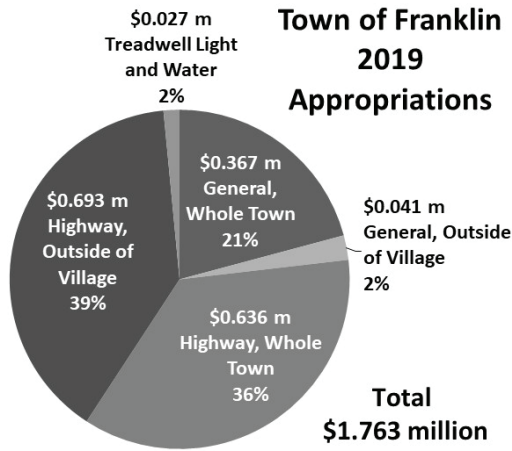 Town of Franklin
2019
Appropriations
$0.027 m
Treadwell Light
and Water
2%
$0.367 m
General,
Whole Town
21%
$0.041 m
General, Outside
of Village
2%
$0.693 m
Highway,
Outside of
Village
39%
$0.636 m
Highway, Whole
Town
36%
Total
$1.763 million